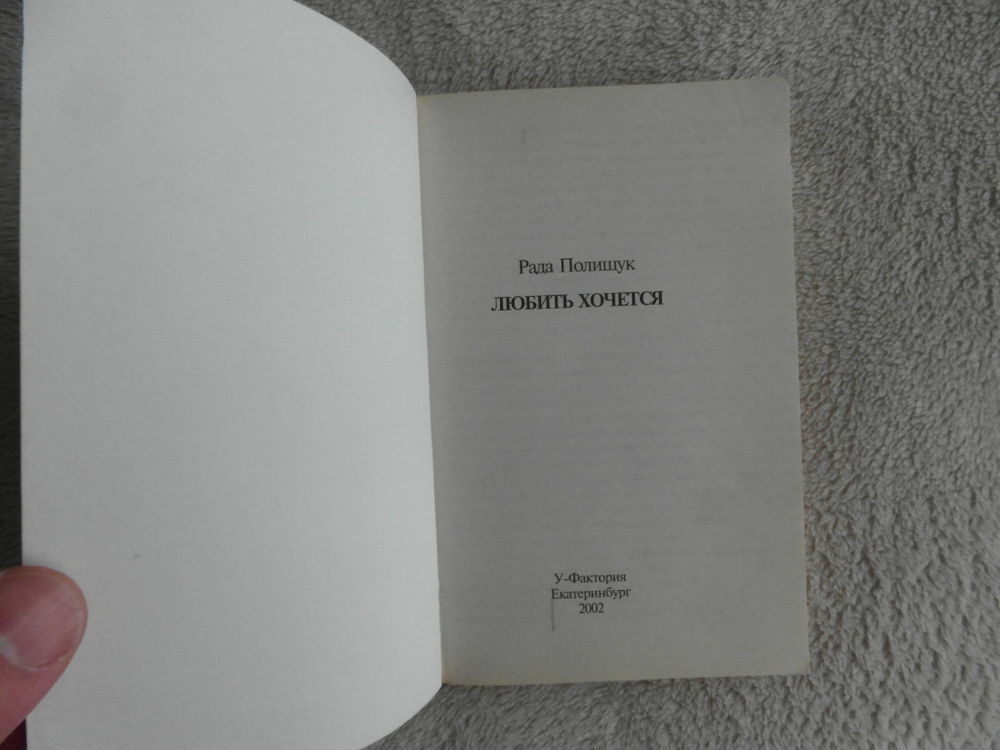 Рада Полищук
ЛЮБИТЬ ХОЧЕТСЯ
У-Фактория
Екатеринбург
2002